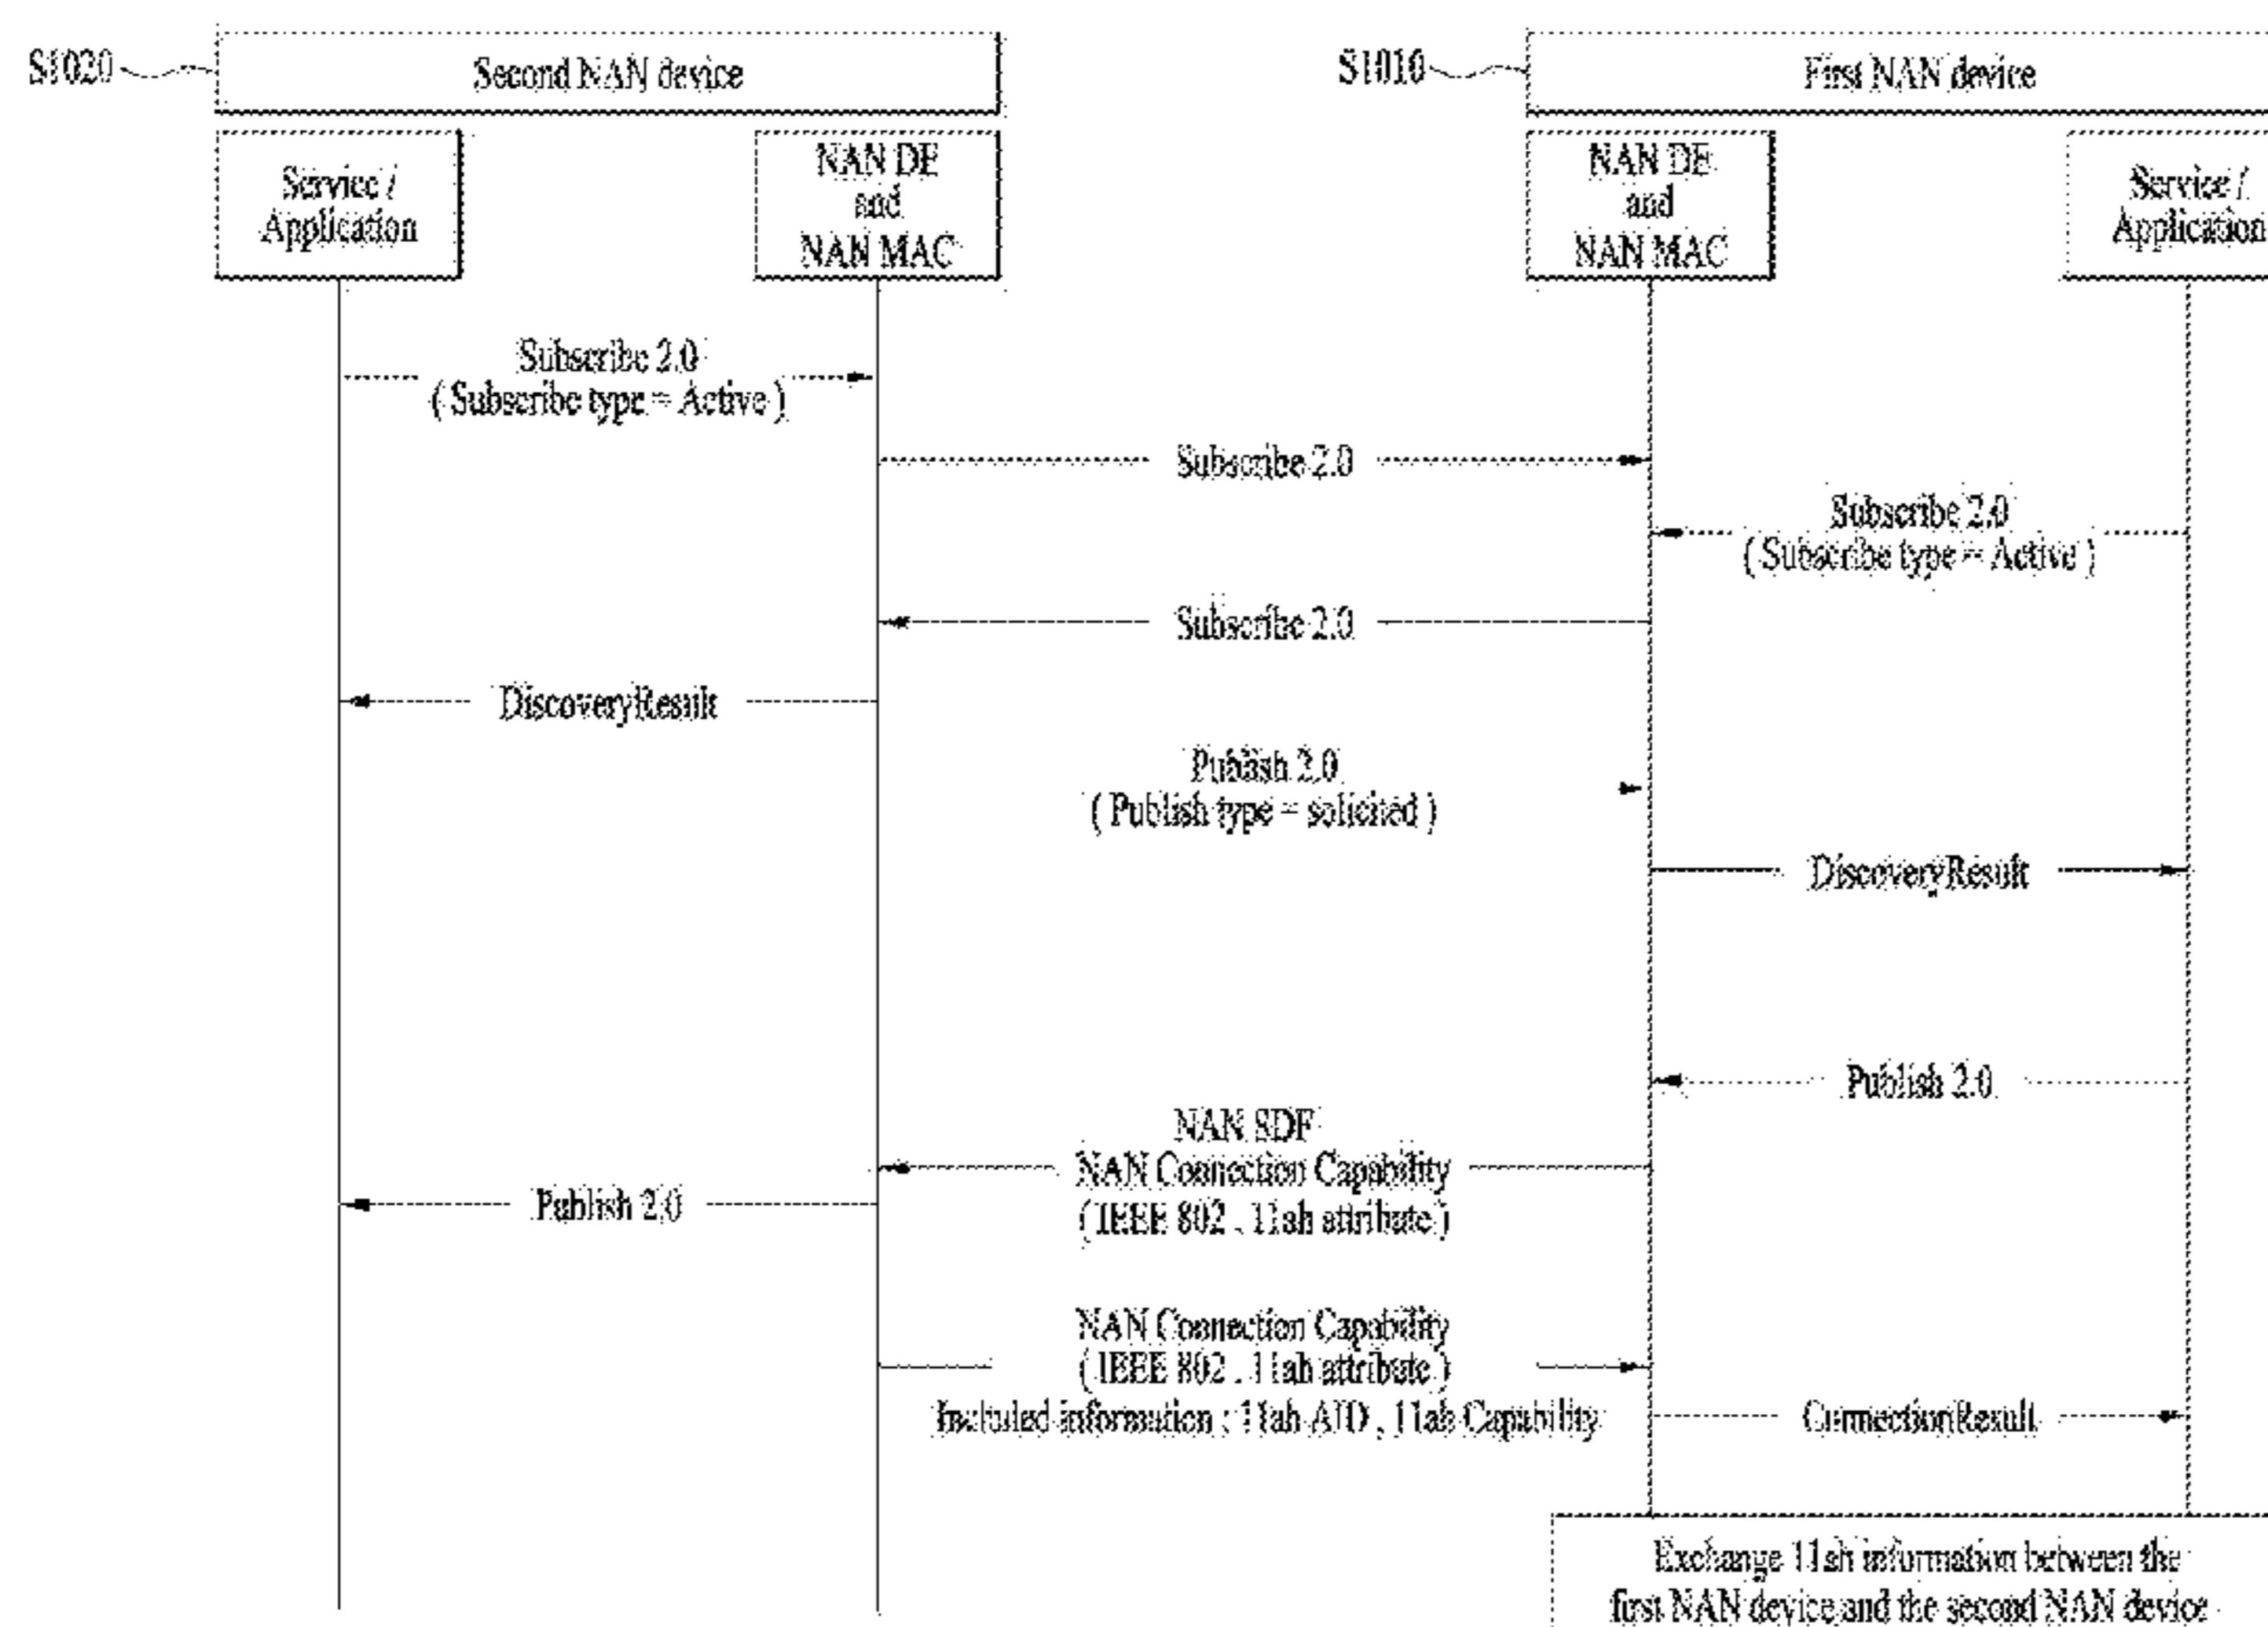 S1020
Second NAN device
S1010
First NAN device
Service /
Application
NAN DE
and
NAN MAC
NAN DE
and
NAN MAC
Service /
Application
Subscribe 2.0
( Subscribe type = Active )
Subscribe 2.0
Subscribe 2.0
( Subscribe type = Active )
Subscribe 2.0
DiscoveryResult
Publish 2.0
( Publish type = solicited )
DiscoveryResult
Publish 2.0
NAN SDF
NAN Connection Capability
( IEEE 802 . 11ah attribute )
Publish 2.0
NAN Connection Capability
( IEEE 802 . 11ah attribute )
Included information : 11ah AID , 11ah Capability
ConnectionResult
Exchange 11ah information between the
first NAN device and the second NAN device